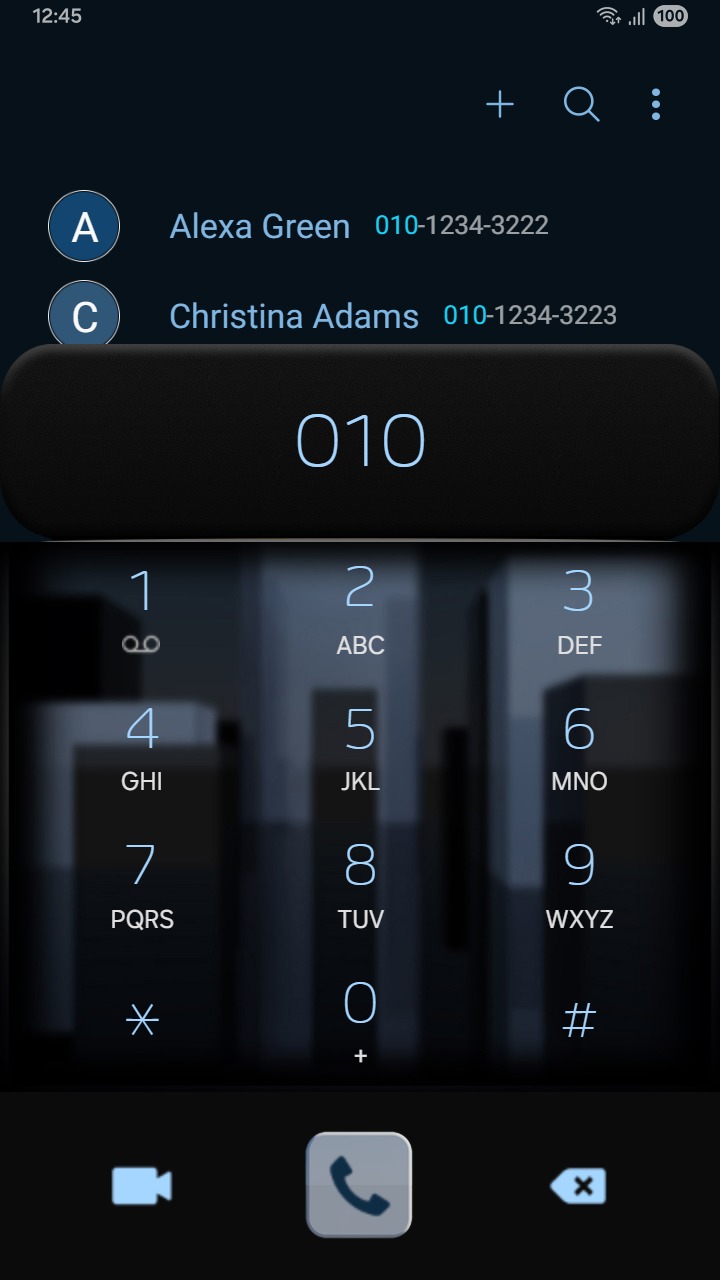 12:45 100
A Alexa Green 010-1234-3222
C Christina Adams 010-1234-3223
010
1 2 3
ABC DEF
4 5 6
GHI JKL MNO
7 8 9
PQRS TUV WXYZ
* 0 #
+